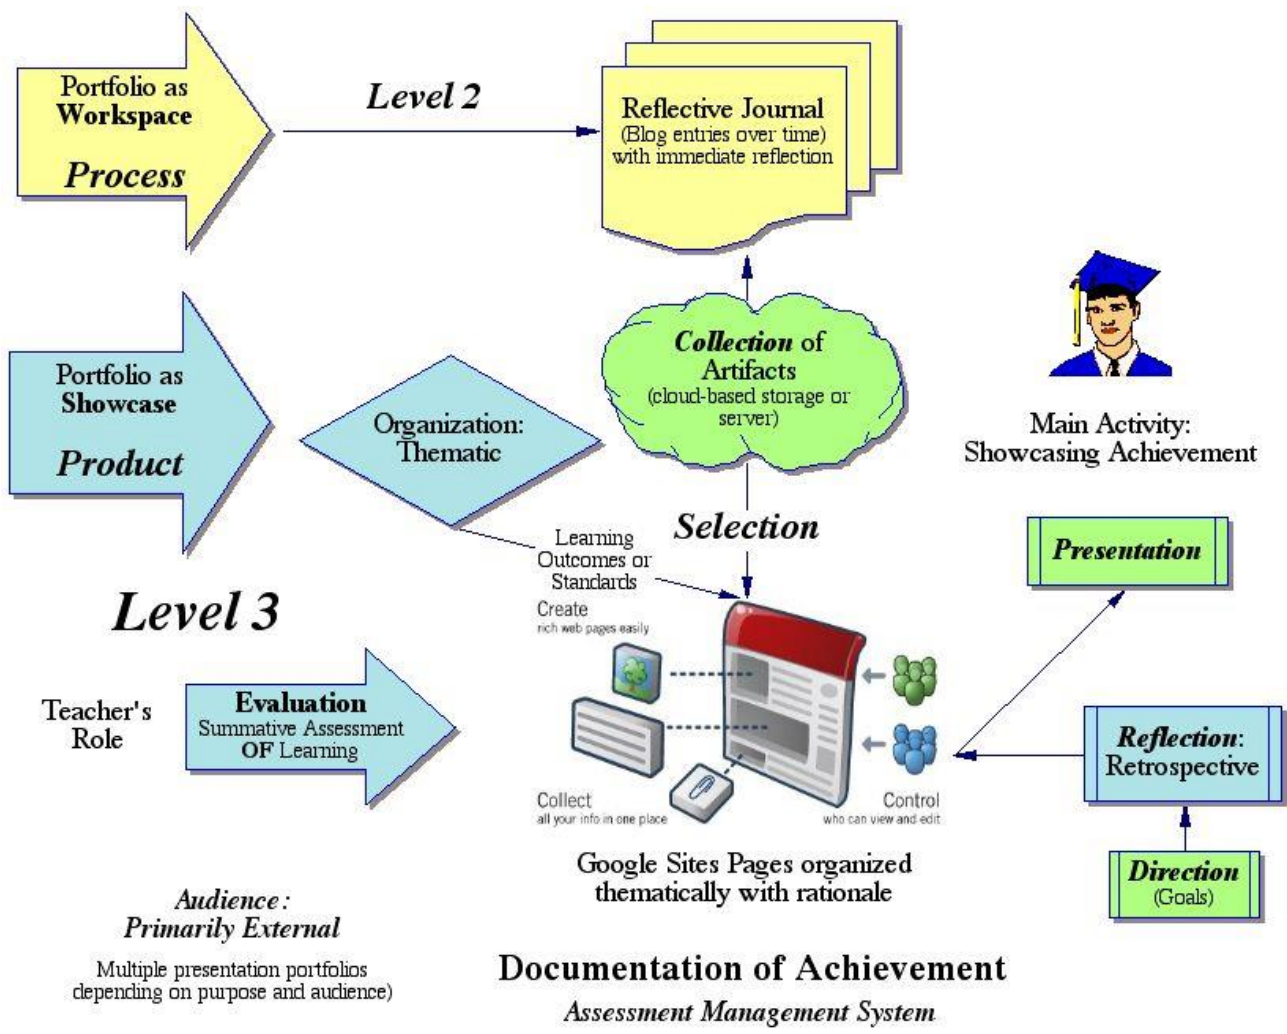 Portfolio as
Workspace
Process
Level 2
Reflective Journal
(Blog entries over time)
with immediate reflection
Portfolio as
Showcase
Product
Organization:
Thematic
Collection of
Artifacts
(cloud-based storage or
server)
Main Activity:
Showcasing Achievement
Selection
Learning
Outcomes or
Standards
Presentation
Level 3
Create
rich web pages easily
Teacher's
Role
Evaluation
Summative Assessment
OF Learning
Reflection:
Retrospective
Collect
all your info in one place
Control
who can view and edit
Direction
(Goals)
Google Sites Pages organized
thematically with rationale
Audience:
Primarily External
Multiple presentation portfolios
depending on purpose and audience)
Documentation of Achievement
Assessment Management System